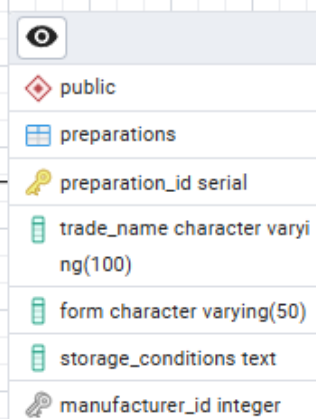 public
preparations
preparation_id serial
trade_name character varyi
ng(100)
form character varying(50)
storage_conditions text
manufacturer_id integer